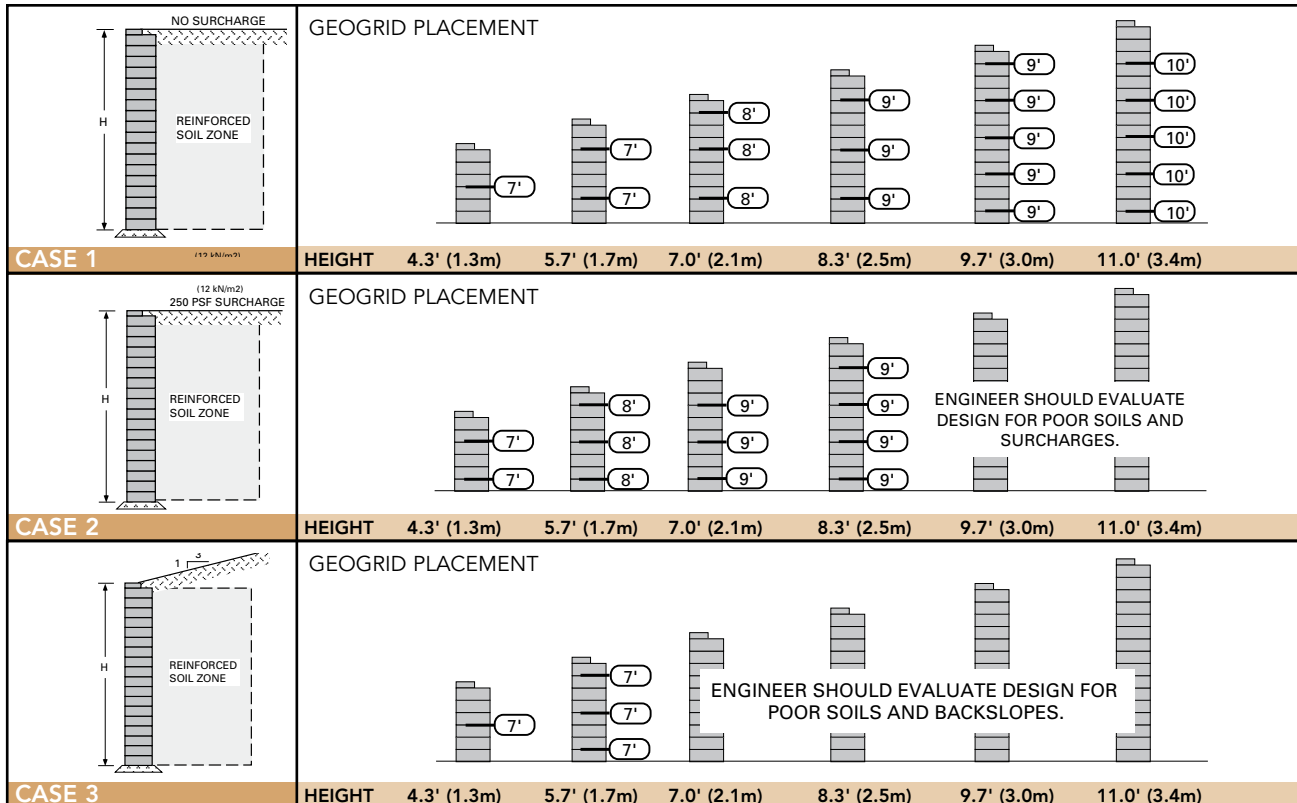 NO SURCHARGE
H
REINFORCED
SOIL ZONE
CASE 1
(12 kN/m2)
GEOGRID PLACEMENT
7'
7'
7'
8'
8'
8'
9'
9'
9'
9'
9'
9'
9'
9'
10'
10'
10'
10'
10'
HEIGHT 4.3' (1.3m) 5.7' (1.7m) 7.0' (2.1m) 8.3' (2.5m) 9.7' (3.0m) 11.0' (3.4m)
(12 kN/m2)
250 PSF SURCHARGE
H
REINFORCED
SOIL ZONE
CASE 2
GEOGRID PLACEMENT
7'
7'
8'
8'
8'
9'
9'
9'
9'
9'
9'
9'
ENGINEER SHOULD EVALUATE
DESIGN FOR POOR SOILS AND
SURCHARGES.
HEIGHT 4.3' (1.3m) 5.7' (1.7m) 7.0' (2.1m) 8.3' (2.5m) 9.7' (3.0m) 11.0' (3.4m)
3
1
H
REINFORCED
SOIL ZONE
CASE 3
GEOGRID PLACEMENT
7'
7'
7'
7'
ENGINEER SHOULD EVALUATE DESIGN FOR
POOR SOILS AND BACKSLOPES.
HEIGHT 4.3' (1.3m) 5.7' (1.7m) 7.0' (2.1m) 8.3' (2.5m) 9.7' (3.0m) 11.0' (3.4m)